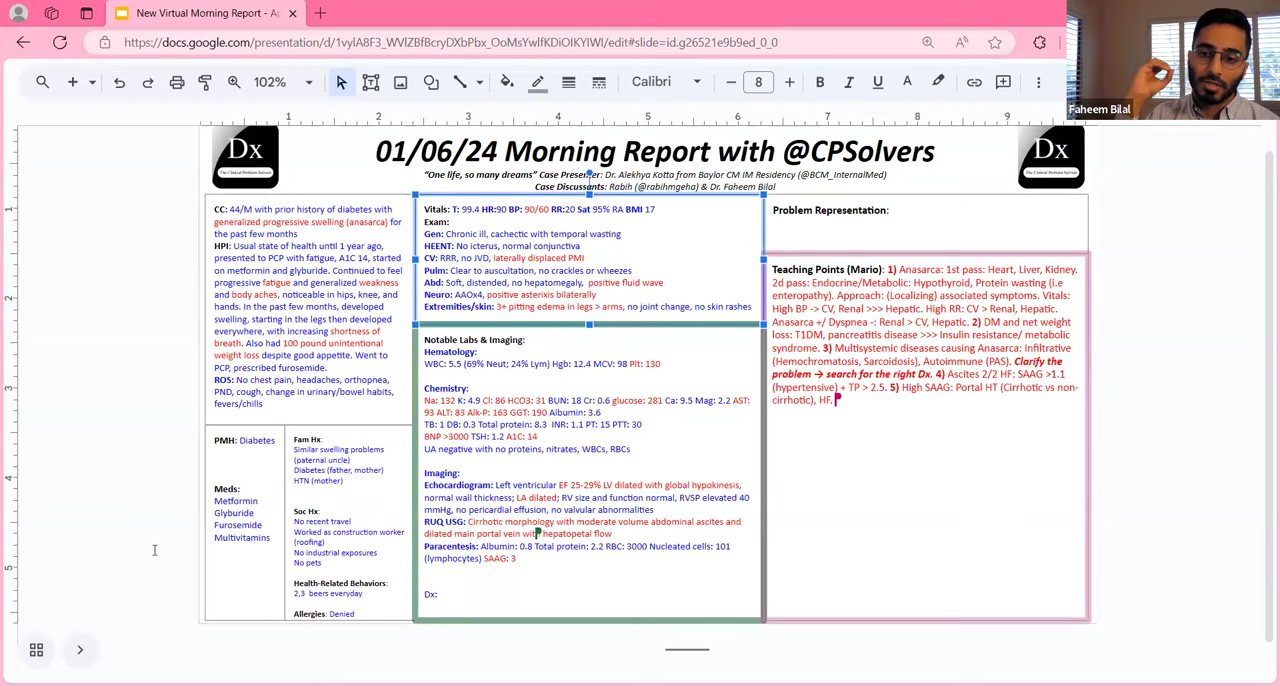 New Virtual Morning Report - Ap
https://docs.google.com/presentation/d/1vylA8F3_WVlZBfBcryDXbPbx_OoMsYwlfKDiOIKYlWI/edit#slide=id.g26521e9b9ed_0_0
102%
Calibri
8
B I U A
Faheem Bilal
1 2 3 4 5 6 7 8 9
Dx
The Clinical Problem Solvers
01/06/24 Morning Report with @CPSolvers
"One life, so many dreams" Case Presenter: Dr. Alekhya Kotta from Baylor CM IM Residency (@BCM_InternalMed)
Case Discussants: Rabih (@rabihmgeha) & Dr. Faheem Bilal
Dx
The Clinical Problem Solvers
CC: 44/M with prior history of diabetes with
generalized progressive swelling (anasarca) for
the past few months
HPI: Usual state of health until 1 year ago,
presented to PCP with fatigue, A1C 14, started
on metformin and glyburide. Continued to feel
progressive fatigue and generalized weakness
and body aches, noticeable in hips, knee, and
hands. In the past few months, developed
swelling, starting in the legs then developed
everywhere, with increasing shortness of
breath. Also had 100 pound unintentional
weight loss despite good appetite. Went to
PCP, prescribed furosemide.
ROS: No chest pain, headaches, orthopnea,
PND, cough, change in urinary/bowel habits,
fevers/chills
PMH: Diabetes
Meds:
Metformin
Glyburide
Furosemide
Multivitamins
Fam Hx:
Similar swelling problems
(paternal uncle)
Diabetes (father, mother)
HTN (mother)
Soc Hx:
No recent travel
Worked as construction worker
(roofing)
No industrial exposures
No pets
Health-Related Behaviors:
2,3 beers everyday
Allergies: Denied
Vitals: T: 99.4 HR:90 BP: 90/60 RR:20 Sat 95% RA BMI 17
Exam:
Gen: Chronic ill, cachectic with temporal wasting
HEENT: No icterus, normal conjunctiva
CV: RRR, no JVD, laterally displaced PMI
Pulm: Clear to auscultation, no crackles or wheezes
Abd: Soft, distended, no hepatomegaly, positive fluid wave
Neuro: AAOx4, positive asterixis bilaterally
Extremities/skin: 3+ pitting edema in legs > arms, no joint change, no skin rashes
Notable Labs & Imaging:
Hematology:
WBC: 5.5 (69% Neut; 24% Lym) Hgb: 12.4 MCV: 98 Plt: 130
Chemistry:
Na: 132 K: 4.9 Cl: 86 HCO3: 31 BUN: 18 Cr: 0.6 glucose: 281 Ca: 9.5 Mag: 2.2 AST:
93 ALT: 83 Alk-P: 163 GGT: 190 Albumin: 3.6
TB: 1 DB: 0.3 Total protein: 8.3 INR: 1.1 PT: 15 PTT: 30
BNP >3000 TSH: 1.2 A1C: 14
UA negative with no proteins, nitrates, WBCs, RBCs
Imaging:
Echocardiogram: Left ventricular EF 25-29% LV dilated with global hypokinesis,
normal wall thickness; LA dilated; RV size and function normal, RVSP elevated 40
mmHg, no pericardial effusion, no valvular abnormalities
RUQ USG: Cirrhotic morphology with moderate volume abdominal ascites and
dilated main portal vein with hepatopetal flow
Paracentesis: Albumin: 0.8 Total protein: 2.2 RBC: 3000 Nucleated cells: 101
(lymphocytes) SAAG: 3
Dx:
Problem Representation:
Teaching Points (Mario): 1) Anasarca: 1st pass: Heart, Liver, Kidney.
2d pass: Endocrine/Metabolic: Hypothyroid, Protein wasting (i.e
enteropathy). Approach: (Localizing) associated symptoms. Vitals:
High BP -> CV, Renal >>> Hepatic. High RR: CV > Renal, Hepatic.
Anasarca +/ Dyspnea -: Renal > CV, Hepatic. 2) DM and net weight
loss: T1DM, pancreatitis disease >>> Insulin resistance/ metabolic
syndrome. 3) Multisystemic diseases causing Anasarca: Infiltrative
(Hemochromatosis, Sarcoidosis), Autoimmune (PAS). Clarify the
problem → search for the right Dx. 4) Ascites 2/2 HF: SAAG >1.1
(hypertensive) + TP > 2.5. 5) High SAAG: Portal HT (Cirrhotic vs non-
cirrhotic), HF.